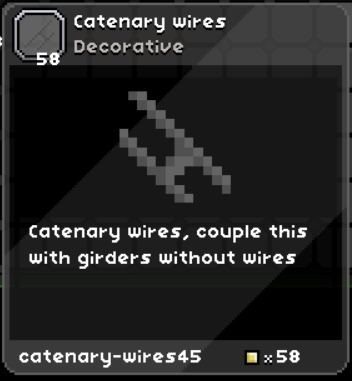 Catenary wires
Decorative
58
Catenary wires, couple this
with girders without wires
catenary-wires45
x58